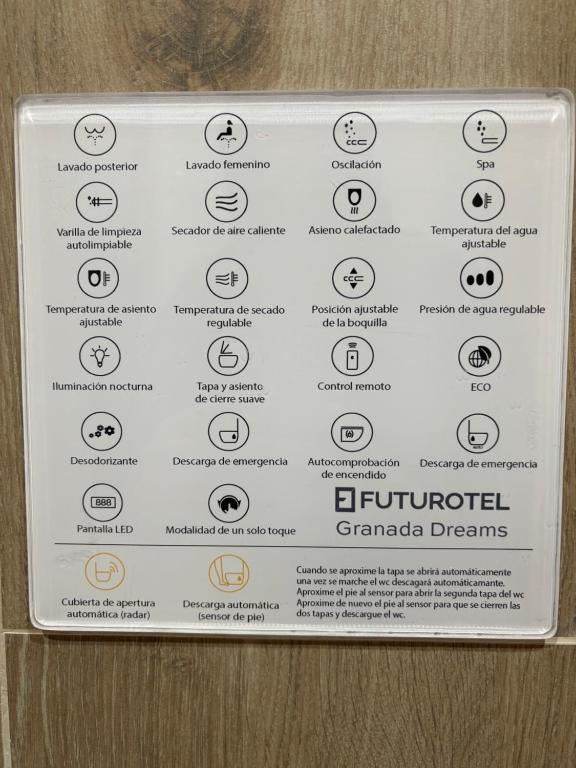 Lavado posterior
Lavado femenino
Oscilación
Spa
Varilla de limpieza
autolimpiable
Secador de aire caliente
Asieno calefactado
Temperatura del agua
ajustable
Temperatura de asiento
ajustable
Temperatura de secado
regulable
Posición ajustable
de la boquilla
Presión de agua regulable
Iluminación nocturna
Tapa y asiento
de cierre suave
Control remoto
ECO
Desodorizante
Descarga de emergencia
Autocomprobación
de encendido
Descarga de emergencia
888
Pantalla LED
Modalidad de un solo toque
FUTUROTEL
Granada Dreams
Cubierta de apertura
automática (radar)
Descarga automática
(sensor de pie)
Cuando se aproxime la tapa se abrirá automáticamente
una vez se marche el wc descagará automáticamante.
Aproxime el pie al sensor para abrir la segunda tapa del wc
Aproxime de nuevo el pie al sensor para que se cierren las
dos tapas y descargue el wc.